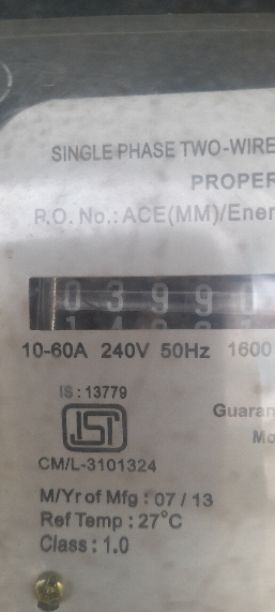 SINGLE PHASE TWO-WIRE
PROPER
P.O. No.: ACE(MM)/Ener
0 3 9 9
10-60A 240V 50Hz 1600
IS : 13779
ISI
CM/L-3101324
Guaran
Mo
M/Yr of Mfg : 07 / 13
Ref Temp : 27°C
Class : 1.0